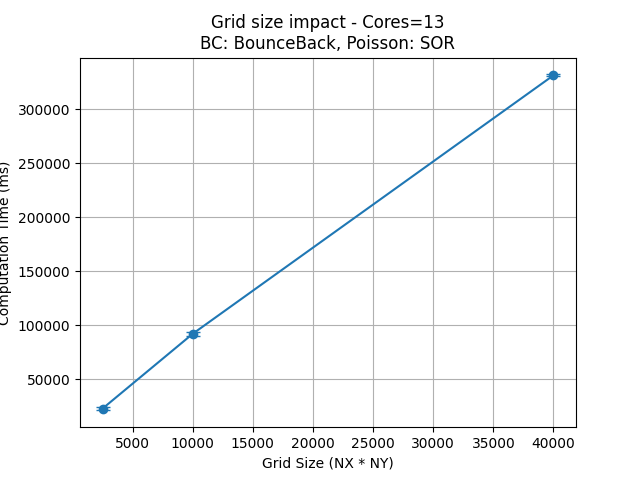 Grid size impact - Cores=13
BC: BounceBack, Poisson: SOR
Computation Time (ms)
300000
250000
200000
150000
100000
50000
5000 10000 15000 20000 25000 30000 35000 40000
Grid Size (NX * NY)